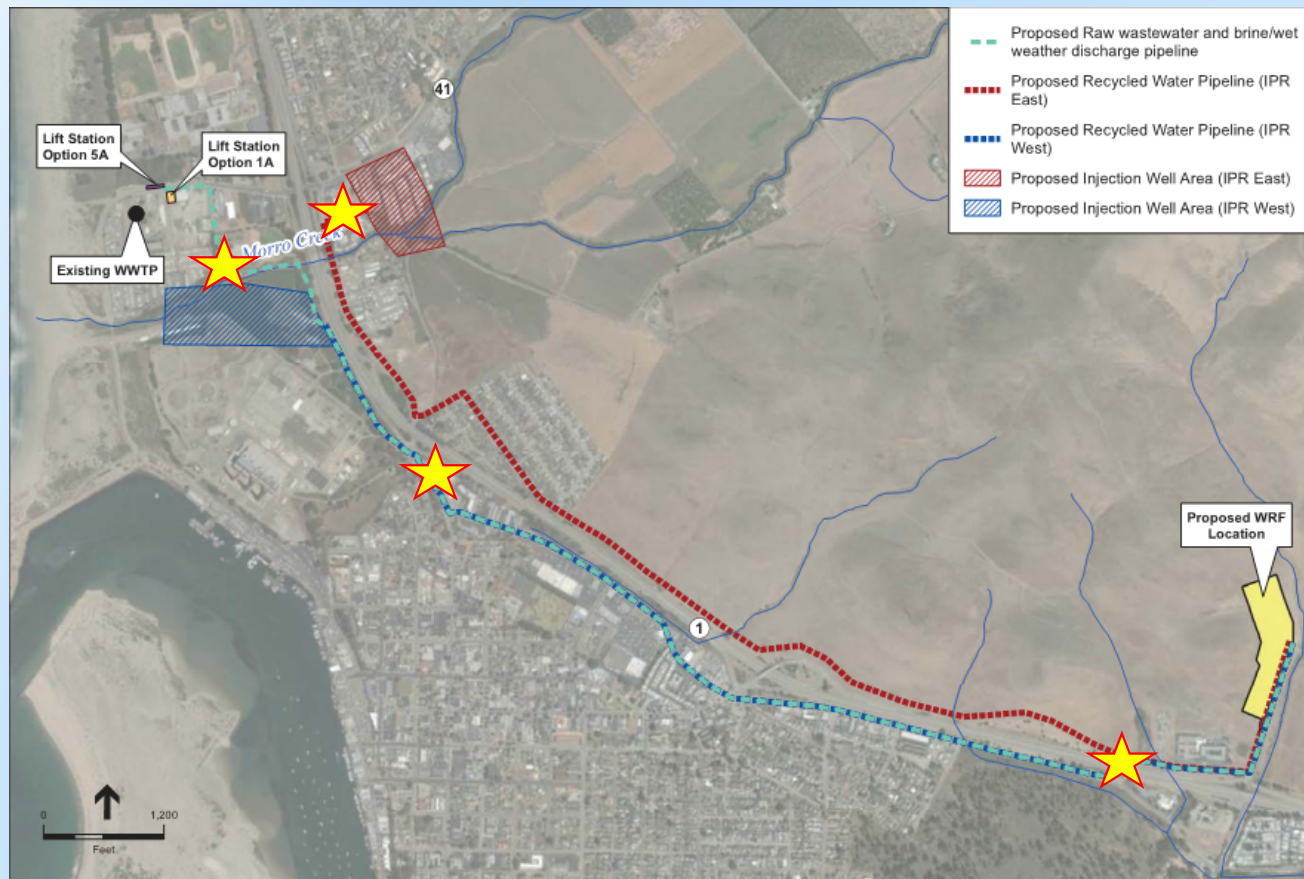 Proposed Raw wastewater and brine/wet
weather discharge pipeline
Proposed Recycled Water Pipeline (IPR
East)
Proposed Recycled Water Pipeline (IPR
West)
Proposed Injection Well Area (IPR East)
Proposed Injection Well Area (IPR West)
41
Lift Station
Option 5A
Lift Station
Option 1A
Morro Creek
Existing WWTP
Proposed WRF
Location
1
0 1,200
Feet